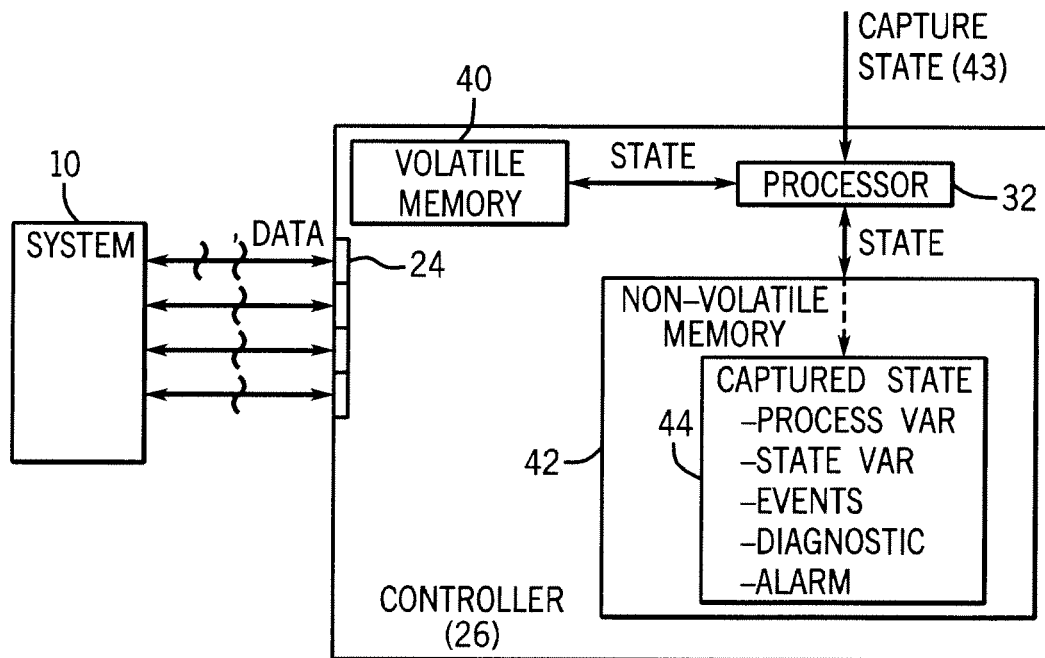 CAPTURE
STATE (43)
40
VOLATILE
MEMORY
STATE
PROCESSOR
32
10
SYSTEM
DATA
24
STATE
NON-VOLATILE
MEMORY
CAPTURED STATE
-PROCESS VAR
-STATE VAR
-EVENTS
-DIAGNOSTIC
-ALARM
44
42
CONTROLLER
(26)